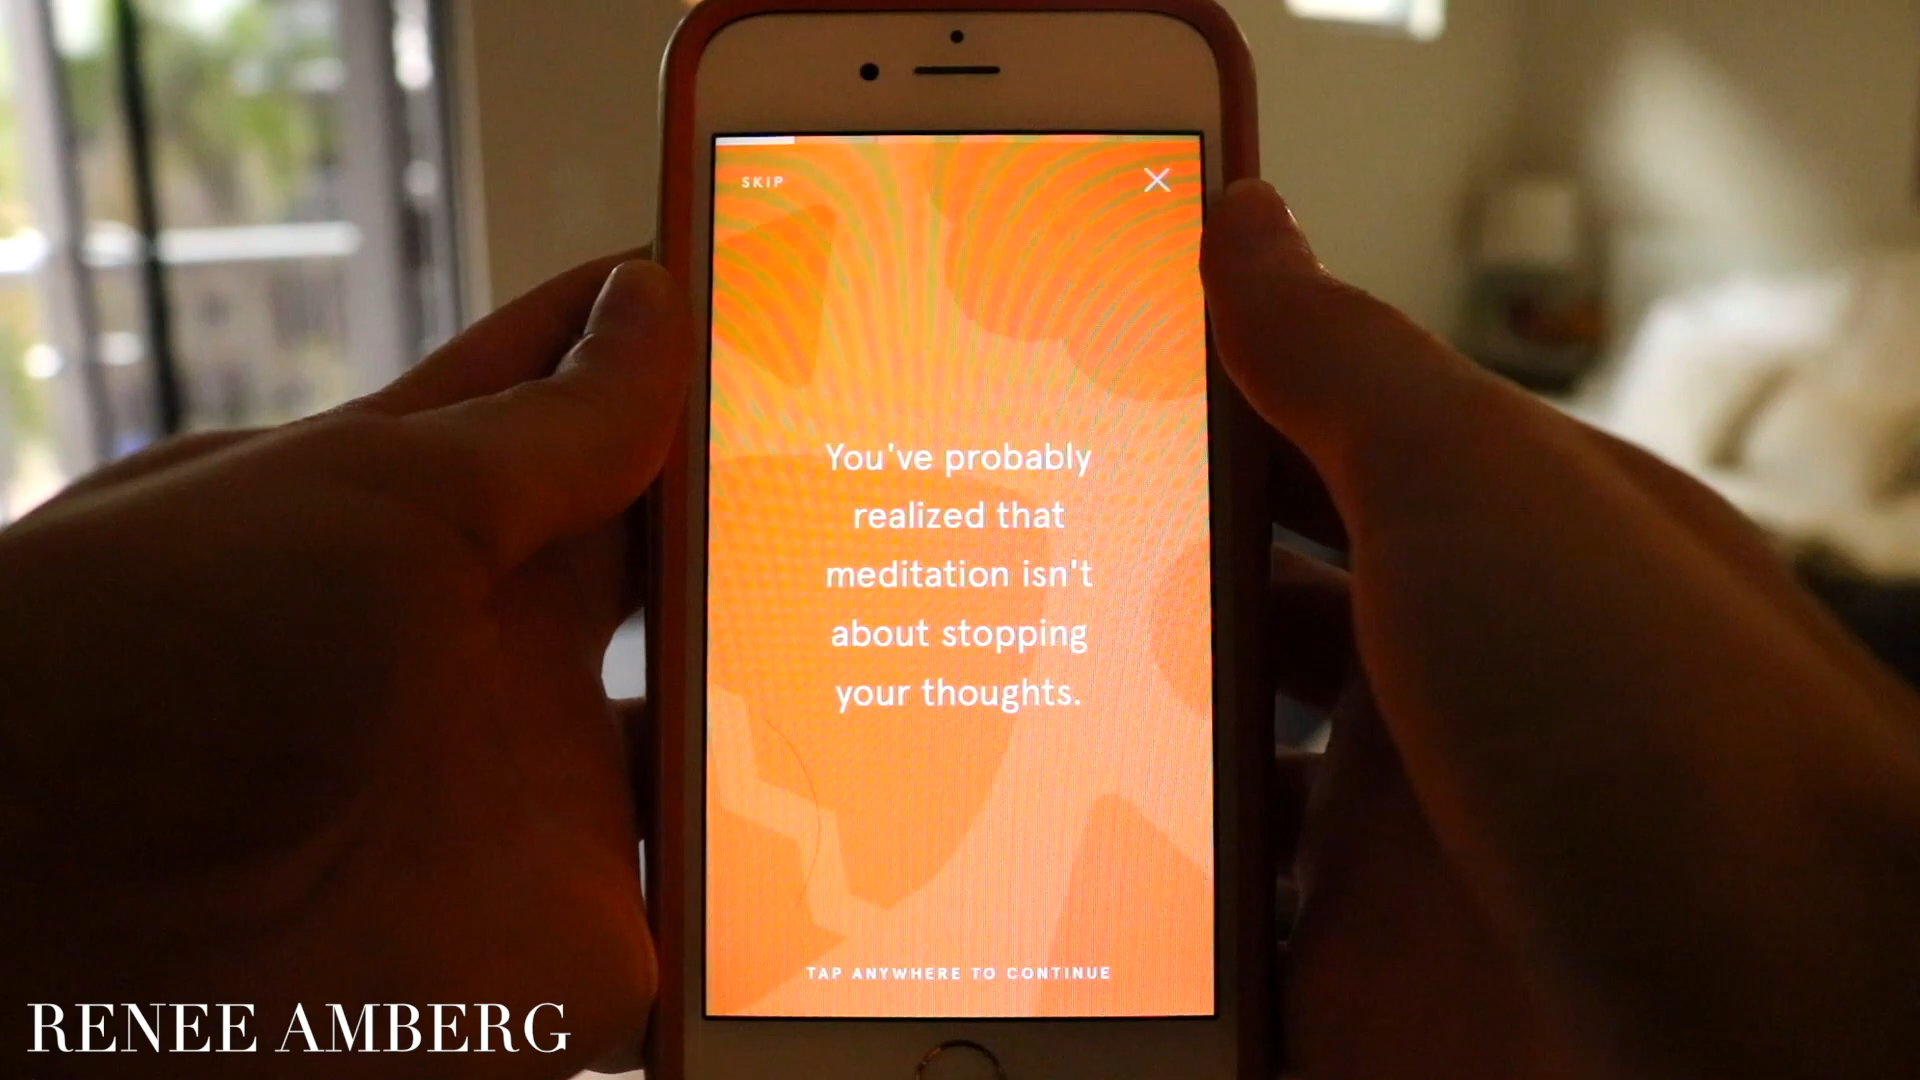 SKIP
You've probably
realized that
meditation isn't
about stopping
your thoughts.
TAP ANYWHERE TO CONTINUE
RENEE AMBERG